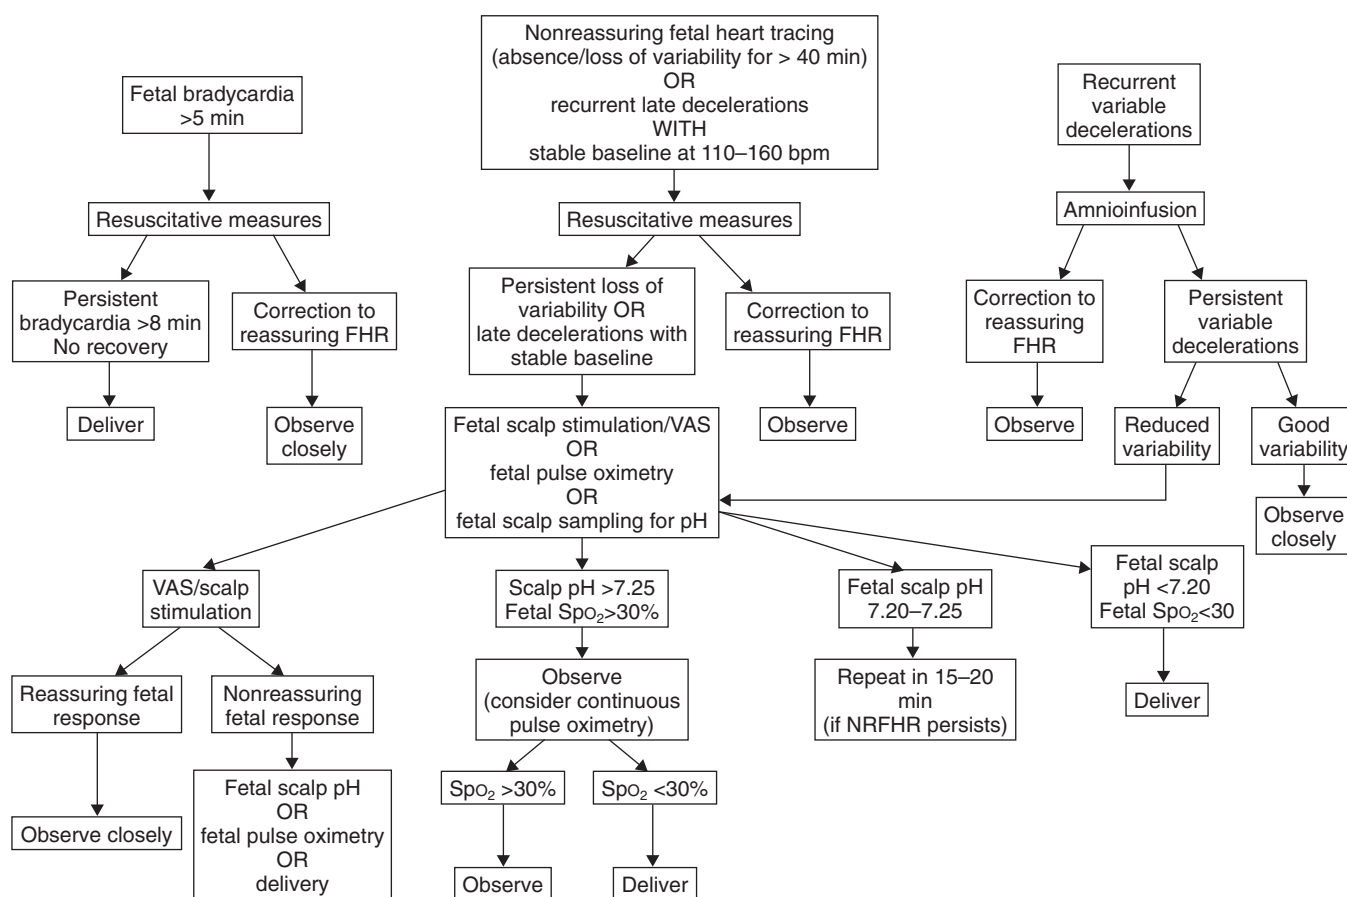 Nonreassuring fetal heart tracing
(absence/loss of variability for > 40 min)
OR
recurrent late decelerations
WITH
stable baseline at 110–160 bpm
Fetal bradycardia
>5 min
Recurrent
variable
decelerations
Resuscitative measures
Resuscitative measures
Amnioinfusion
Persistent
bradycardia >8 min
No recovery
Correction to
reassuring FHR
Persistent loss of
variability OR
late decelerations with
stable baseline
Correction to
reassuring FHR
Correction to
reassuring
FHR
Persistent
variable
decelerations
Deliver
Observe
closely
Fetal scalp stimulation/VAS
OR
fetal pulse oximetry
OR
fetal scalp sampling for pH
Observe
Observe
Reduced
variability
Good
variability
Observe
closely
VAS/scalp
stimulation
Scalp pH >7.25
Fetal SpO₂>30%
Fetal scalp pH
7.20–7.25
Fetal scalp
pH <7.20
Fetal SpO₂<30
Reassuring fetal
response
Nonreassuring
fetal response
Observe
(consider continuous
pulse oximetry)
Repeat in 15–20
min
(if NRFHR persists)
Deliver
Observe closely
Fetal scalp pH
OR
fetal pulse oximetry
OR
delivery
SpO₂ >30%
SpO₂ <30%
Observe
Deliver